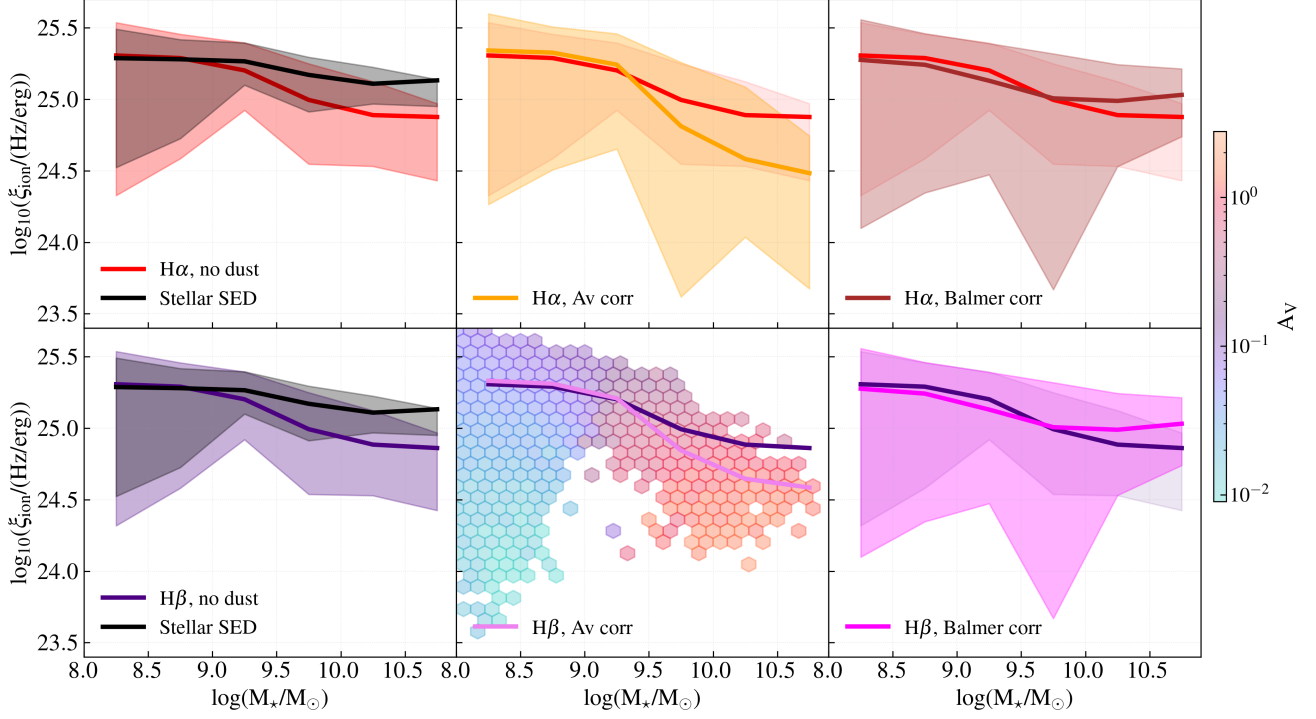 log₁₀(ξᵢₒₙ/(Hz/erg))
25.5
25.0
24.5
24.0
23.5
Hα, no dust
Stellar SED
Hα, Av corr
Hα, Balmer corr
log₁₀(ξᵢₒₙ/(Hz/erg))
25.5
25.0
24.5
24.0
23.5
Hβ, no dust
Stellar SED
Hβ, Av corr
Hβ, Balmer corr
8.0 8.5 9.0 9.5 10.0 10.5
8.0 8.5 9.0 9.5 10.0 10.5
8.0 8.5 9.0 9.5 10.0 10.5
log(M⋆/M☉)
log(M⋆/M☉)
log(M⋆/M☉)
10⁰
10⁻¹
10⁻²
Aᵥ